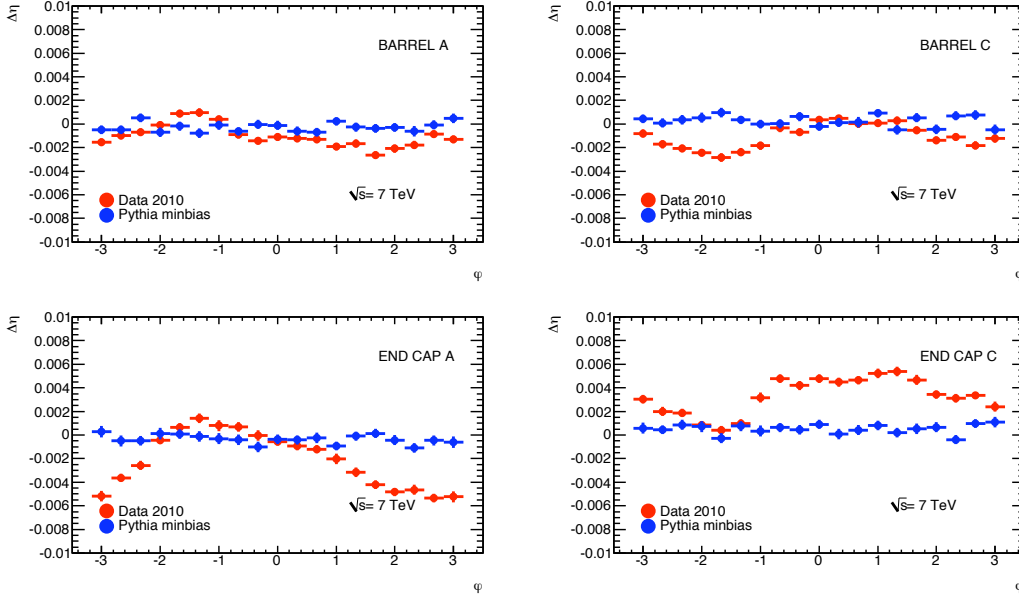 Δη
0.01
0.008
0.006
0.004
0.002
0
-0.002
-0.004
-0.006
-0.008
-0.01
BARREL A
Data 2010
Pythia minbias
√s= 7 TeV
-3 -2 -1 0 1 2 3
φ
Δη
0.01
0.008
0.006
0.004
0.002
0
-0.002
-0.004
-0.006
-0.008
-0.01
BARREL C
Data 2010
Pythia minbias
√s= 7 TeV
-3 -2 -1 0 1 2 3
φ
Δη
0.01
0.008
0.006
0.004
0.002
0
-0.002
-0.004
-0.006
-0.008
-0.01
END CAP A
Data 2010
Pythia minbias
√s= 7 TeV
-3 -2 -1 0 1 2 3
φ
Δη
0.01
0.008
0.006
0.004
0.002
0
-0.002
-0.004
-0.006
-0.008
-0.01
END CAP C
Data 2010
Pythia minbias
√s= 7 TeV
-3 -2 -1 0 1 2 3
φ